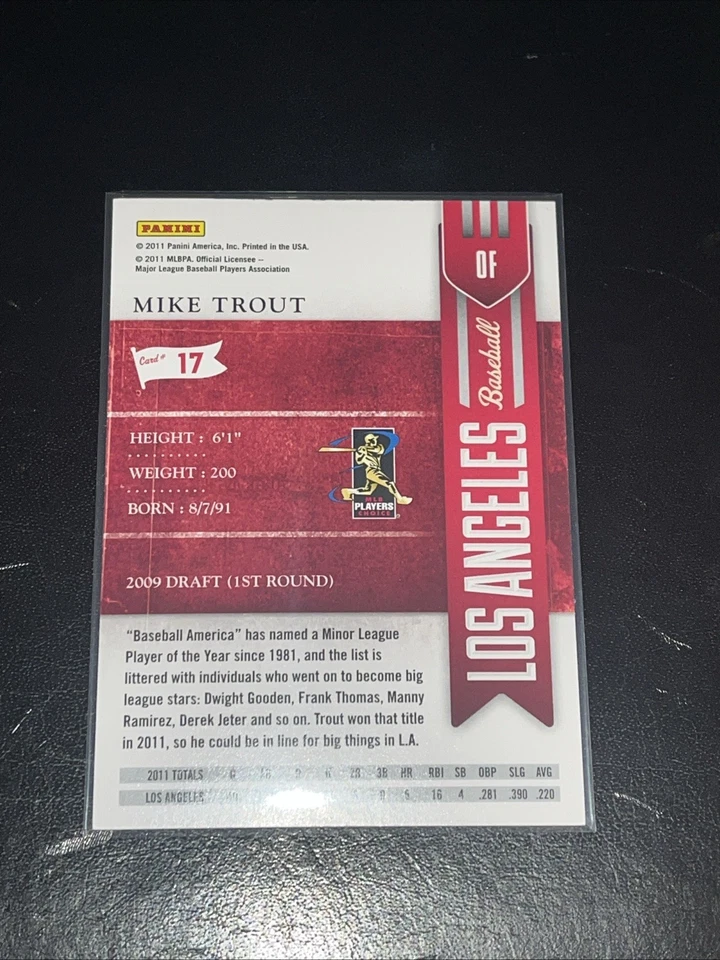 PANINI
© 2011 Panini America, Inc. Printed in the USA.
© 2011 MLBPA. Official Licensee –
Major League Baseball Players Association
MIKE TROUT
Card # 17
HEIGHT : 6'1"
WEIGHT : 200
BORN : 8/7/91
MLB
PLAYERS
CHOICE
®
2009 DRAFT (1ST ROUND)
OF
LOS ANGELES Baseball
"Baseball America" has named a Minor League
Player of the Year since 1981, and the list is
littered with individuals who went on to become big
league stars: Dwight Gooden, Frank Thomas, Manny
Ramirez, Derek Jeter and so on. Trout won that title
in 2011, so he could be in line for big things in L.A.
2011 TOTALS G AB R H 2B 3B HR RBI SB OBP SLG AVG
LOS ANGELES 0 5 16 4 .281 .390 .220